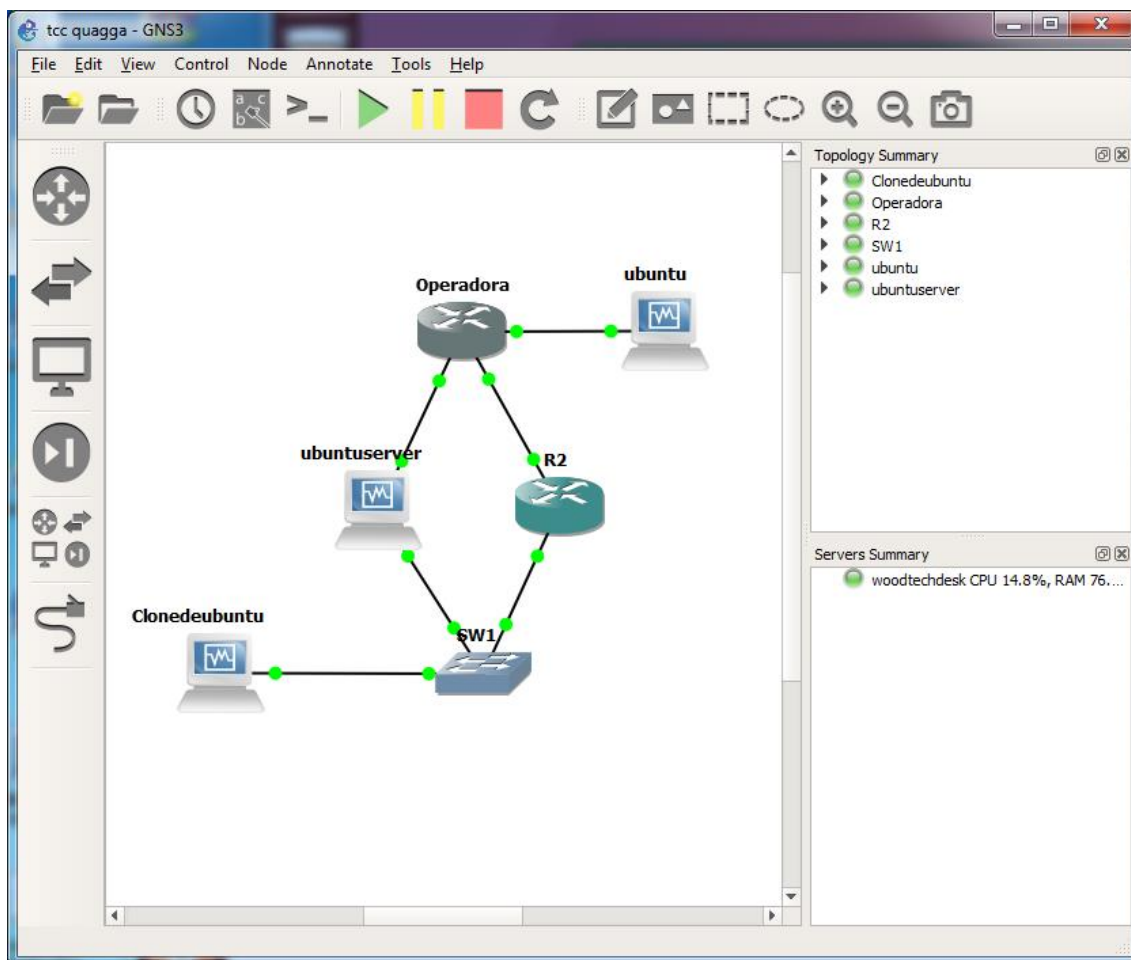 tcc quagga - GNS3
File Edit View Control Node Annotate Tools Help
Topology Summary
Clonedeubuntu
Operadora
R2
SW1
ubuntu
ubuntuserver
Operadora
ubuntu
ubuntuserver
R2
Clonedeubuntu
SW1
Servers Summary
woodtechdesk CPU 14.8%, RAM 76....